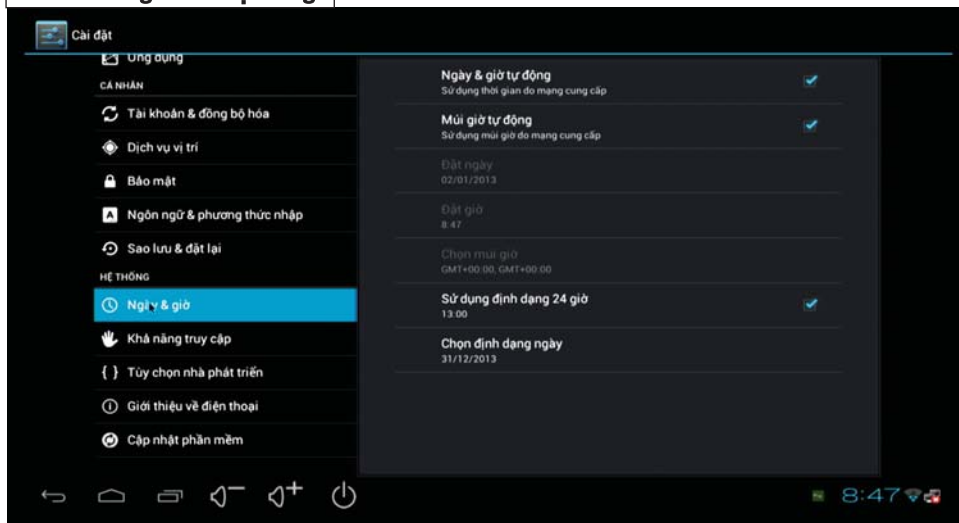 Cài đặt
Ứng dụng
CÁ NHÂN
Tài khoản & đồng bộ hóa
Dịch vụ vị trí
Bảo mật
A Ngôn ngữ & phương thức nhập
Sao lưu & đặt lại
HỆ THỐNG
Ngày & giờ
Khả năng truy cập
{ } Tùy chọn nhà phát triển
Giới thiệu về điện thoại
Cập nhật phần mềm
Ngày & giờ tự động
Sử dụng thời gian do mạng cung cấp
Múi giờ tự động
Sử dụng múi giờ do mạng cung cấp
Đặt ngày
02/01/2013
Đặt giờ
8:47
Chọn múi giờ
GMT+00:00, GMT+00:00
Sử dụng định dạng 24 giờ
13:00
Chọn định dạng ngày
31/12/2013
8:47